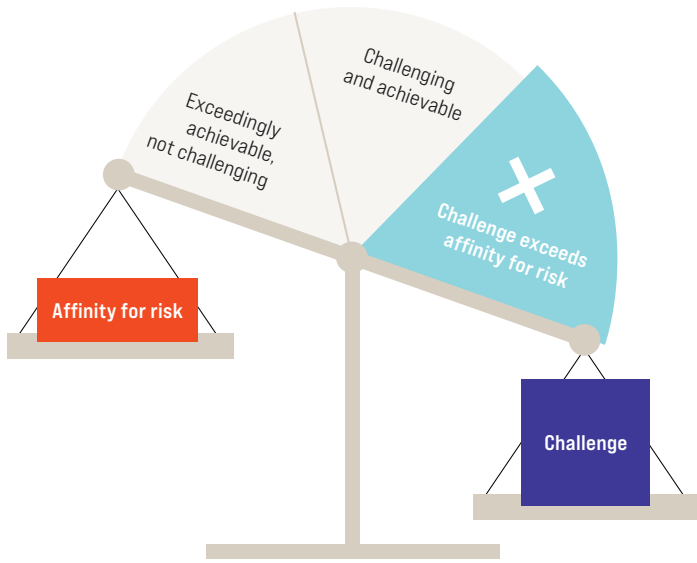 Exceedingly
achievable,
not challenging
Challenging
and achievable
Challenge exceeds
affinity for risk
Affinity for risk
Challenge